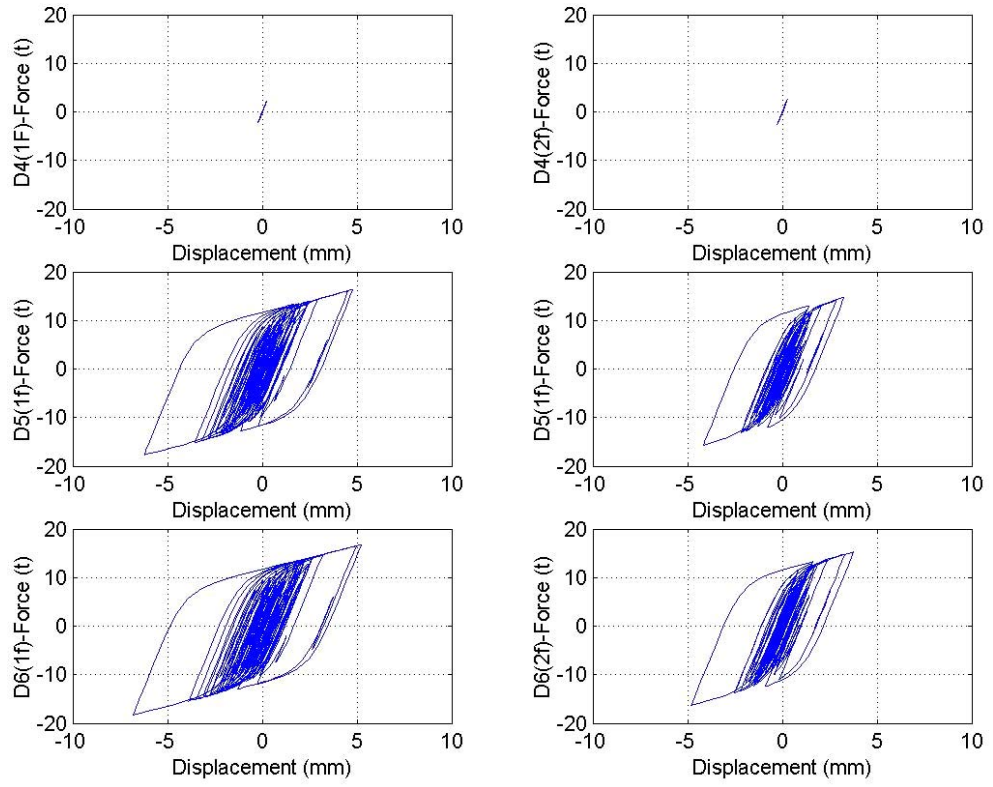 20
10
0
-10
-20
D4(1F)-Force (t)
-10 -5 0 5 10
Displacement (mm)
20
10
0
-10
-20
D4(2f)-Force (t)
-10 -5 0 5 10
Displacement (mm)
20
10
0
-10
-20
D5(1f)-Force (t)
-10 -5 0 5 10
Displacement (mm)
20
10
0
-10
-20
D5(1f)-Force (t)
-10 -5 0 5 10
Displacement (mm)
20
10
0
-10
-20
D6(1f)-Force (t)
-10 -5 0 5 10
Displacement (mm)
20
10
0
-10
-20
D6(2f)-Force (t)
-10 -5 0 5 10
Displacement (mm)